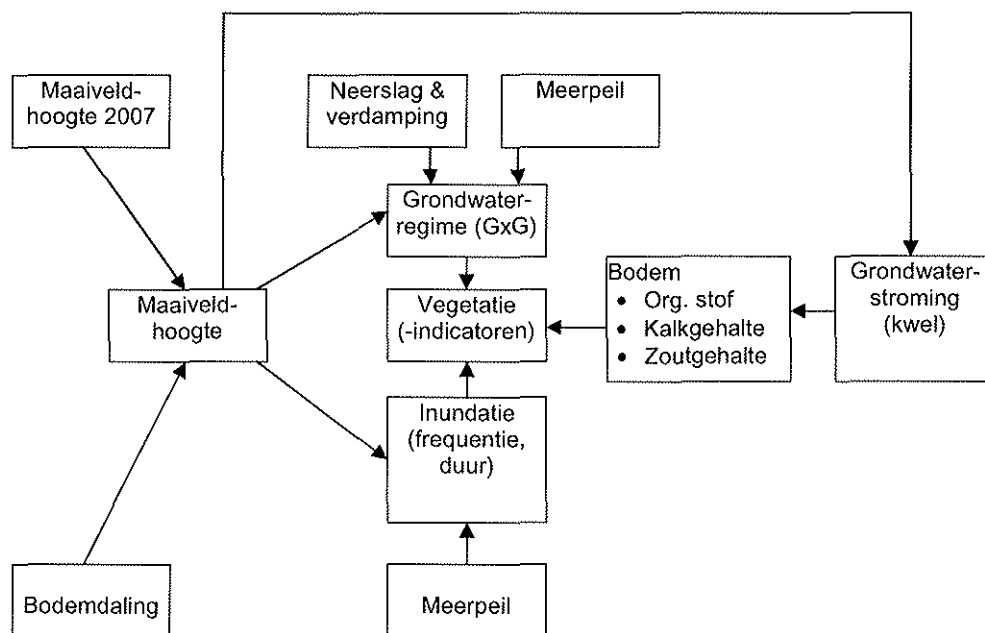 Maaiveld-
hoogte 2007
Neerslag &
verdamping
Meerpeil
Grondwater-
regime (GxG)
Maaiveld-
hoogte
Vegetatie
(-indicatoren)
Bodem
• Org. stof
• Kalkgehalte
• Zoutgehalte
Grondwater-
stroming
(kwel)
Inundatie
(frequentie,
duur)
Bodemdaling
Meerpeil